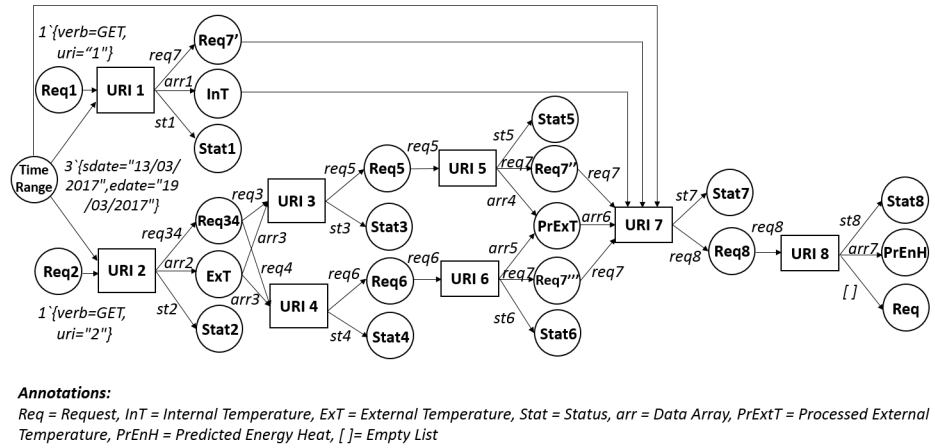 1`{verb=GET,
uri=“1"}
Req1
URI 1
req7
arr1
st1
Req7’
InT
Stat1
Time
Range
3`{sdate="13/03/
2017",edate="19
/03/2017"}
Req2
URI 2
1`{verb=GET,
uri="2"}
req34
arr2
st2
Req34
ExT
Stat2
req3
arr3
req4
arr3
URI 3
URI 4
req5
st3
req6
st4
Req5
Stat3
Req6
Stat4
req5
req6
URI 5
URI 6
st5
req7
arr4
arr5
req7
st6
Stat5
Req7’’
PrExT
Req7’’’
Stat6
req7
arr6
req7
URI 7
st7
req8
Stat7
Req8
req8
URI 8
st8
arr7
[ ]
Stat8
PrEnH
Req
Annotations:
Req = Request, InT = Internal Temperature, ExT = External Temperature, Stat = Status, arr = Data Array, PrExtT = Processed External
Temperature, PrEnH = Predicted Energy Heat, [ ]= Empty List